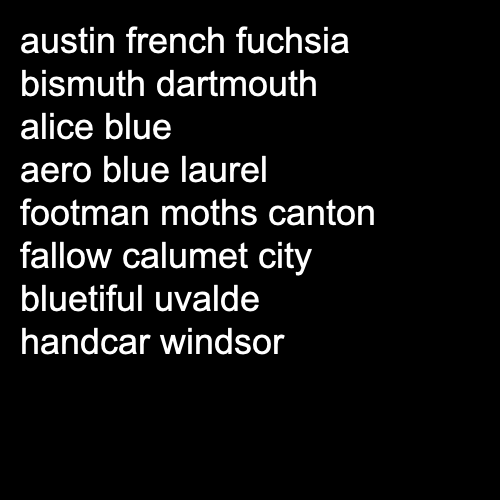 austin french fuchsia
bismuth dartmouth
alice blue
aero blue laurel
footman moths canton
fallow calumet city
bluetiful uvalde
handcar windsor